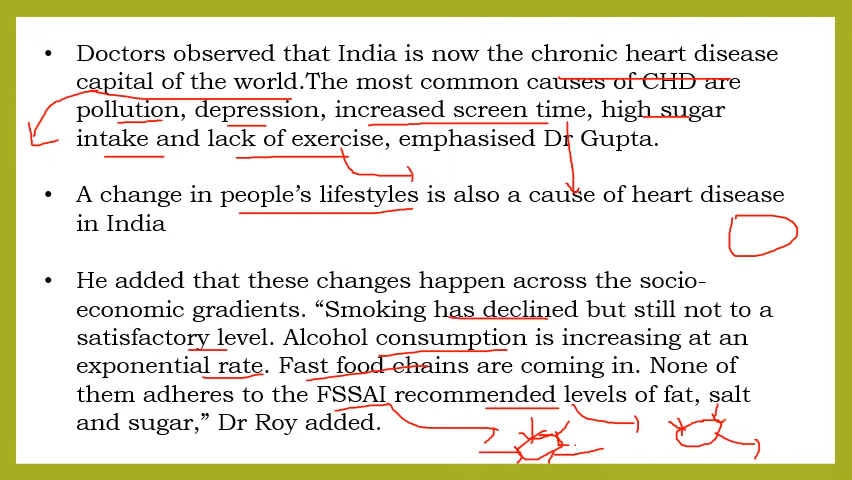 • Doctors observed that India is now the chronic heart disease
capital of the world.The most common causes of CHD are
pollution, depression, increased screen time, high sugar
intake and lack of exercise, emphasised Dr Gupta.
• A change in people's lifestyles is also a cause of heart disease
in India
• He added that these changes happen across the socio-
economic gradients. “Smoking has declined but still not to a
satisfactory level. Alcohol consumption is increasing at an
exponential rate. Fast food chains are coming in. None of
them adheres to the FSSAI recommended levels of fat, salt
and sugar,” Dr Roy added.